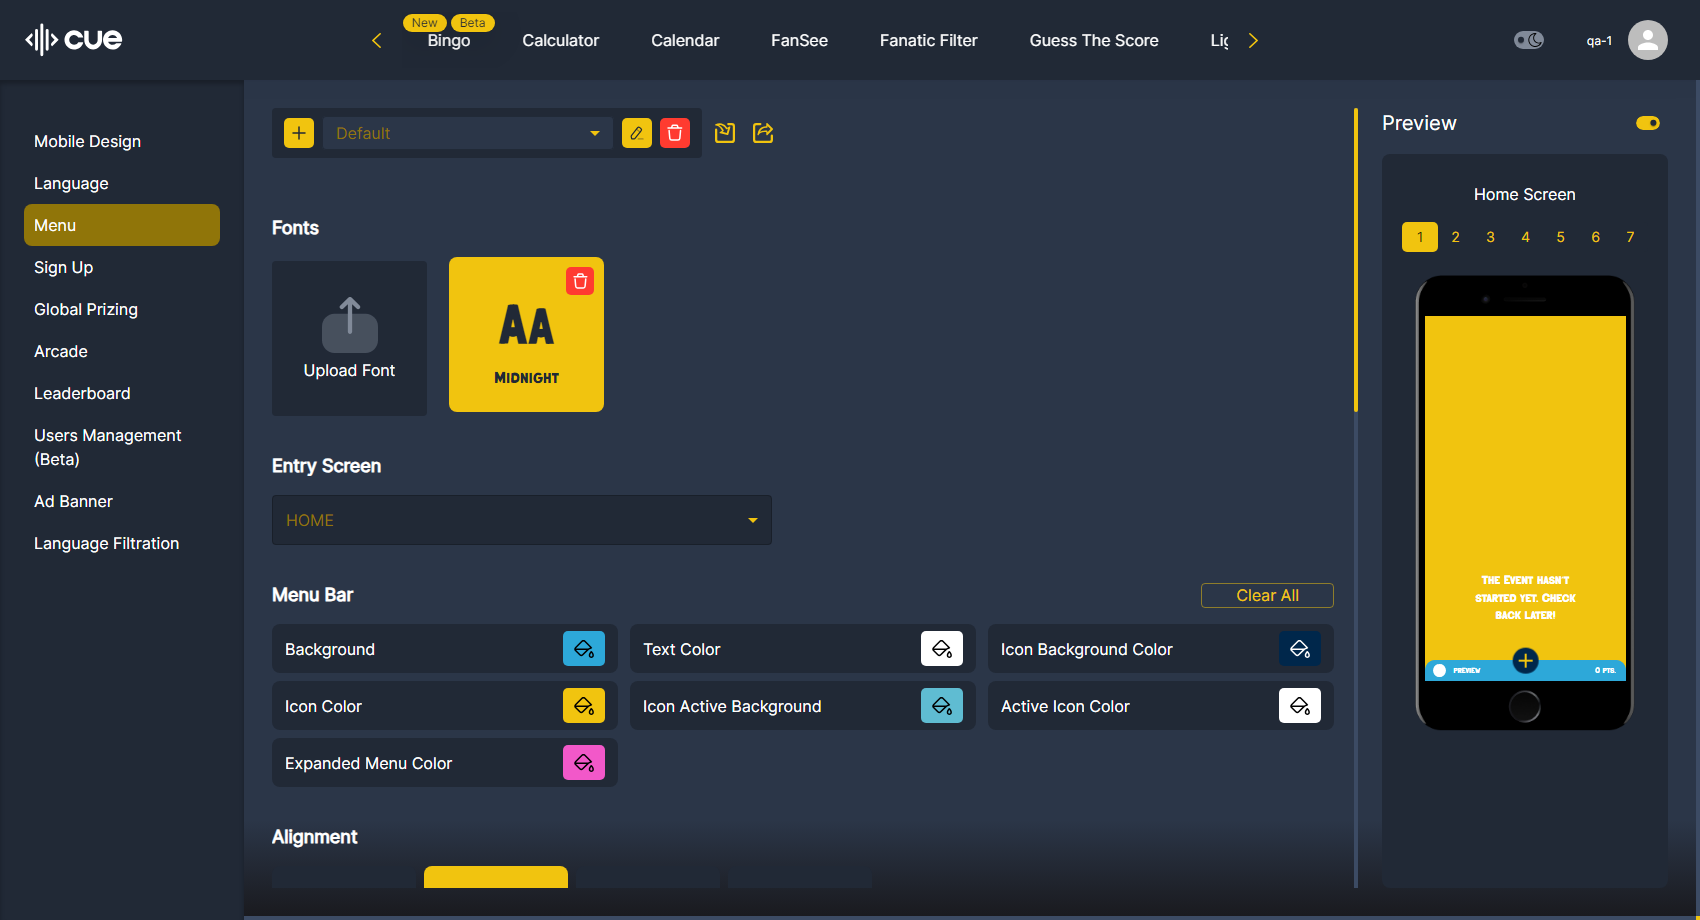 cue
New
Beta
Bingo
Calculator
Calendar
FanSee
Fanatic Filter
Guess The Score
qa-1
Mobile Design
Language
Menu
Sign Up
Global Prizing
Arcade
Leaderboard
Users Management
(Beta)
Ad Banner
Language Filtration
Default
Fonts
Upload Font
AA
MIDNIGHT
Entry Screen
HOME
Menu Bar
Clear All
Background
Text Color
Icon Background Color
Icon Color
Icon Active Background
Active Icon Color
Expanded Menu Color
Alignment
Preview
Home Screen
1 2 3 4 5 6 7
THE EVENT HASN'T
STARTED YET. CHECK
BACK LATER!
PREVIEW
0 PTS.